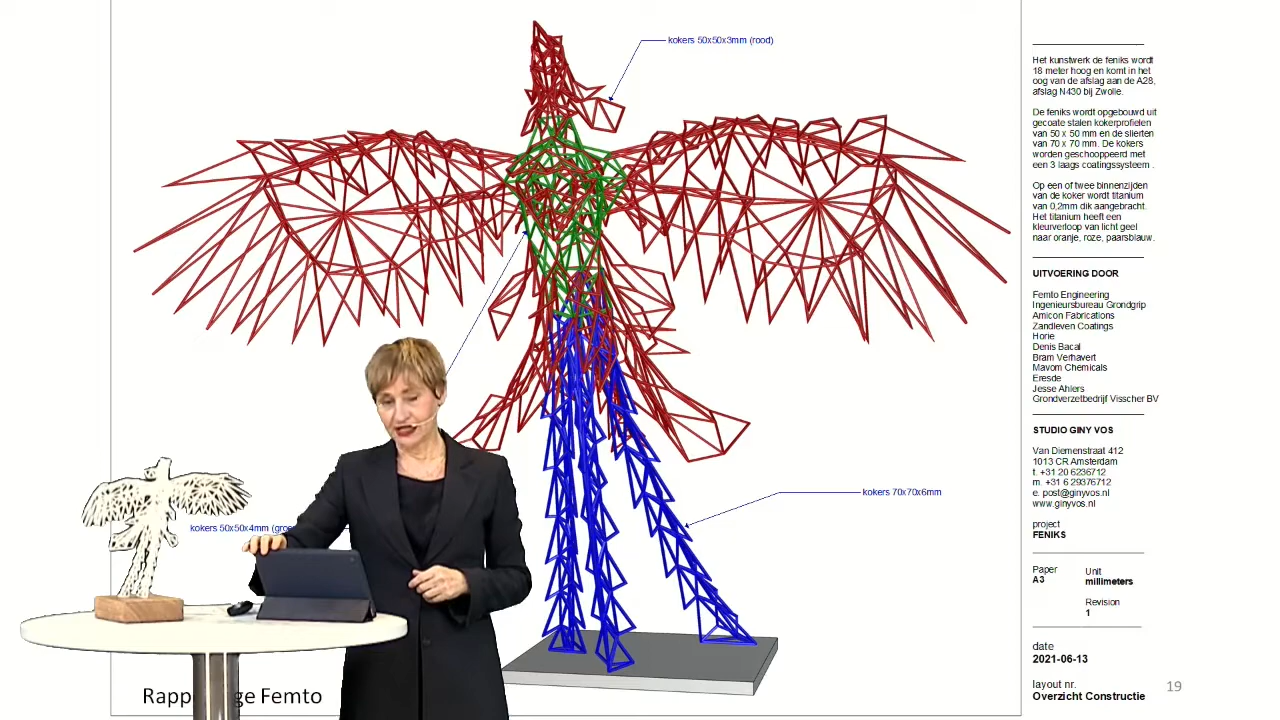 kokers 50x50x3mm (rood)
kokers 70x70x6mm
kokers 50x50x4mm
Femto
Het kunstwerk de feniks wordt
18 meter hoog en komt in het
oog van de afslag aan de A28,
afslag N430 bij Zwolle.
De feniks wordt opgebouwd uit
gecoate stalen kokerprofielen
van 50 x 50 mm en de slierten
van 70 x 70 mm. De kokers
worden geschooppeerd met
een 3 laags coatingssysteem .
Op een of twee binnenzijden
van de koker wordt titanium
van 0,2mm dik aangebracht.
Het titanium heeft een
kleurverloop van licht geel
naar oranje, roze, paarsblauw.
UITVOERING DOOR
Femto Engineering
Ingenieursbureau Grondgrip
Amicon Fabrications
Zandleven Coatings
Horie
Denis Bacal
Bram Verhavert
Mavom Chemicals
Eresde
Jesse Ahlers
Grondverzetbedrijf Visscher BV
STUDIO GINY VOS
Van Diemenstraat 412
1013 CR Amsterdam
t. +31 20 6236712
m. +31 6 29376712
e. post@ginyvos.nl
www.ginyvos.nl
project
FENIKS
Paper
A3
Unit
millimeters
Revision
1
date
2021-06-13
layout nr.
Overzicht Constructie
19